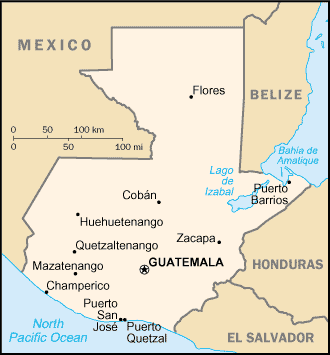 MEXICO
Flores
BELIZE
0 50 100 km
0 50 100 mi
Bahía de
Amatique
Lago
de
Izabal
Puerto
Barrios
Cobán
Huehuetenango
Quetzaltenango
Zacapa
GUATEMALA
Mazatenango
HONDURAS
Champerico
Puerto
San
José
Puerto
Quetzal
North
Pacific Ocean
EL SALVADOR